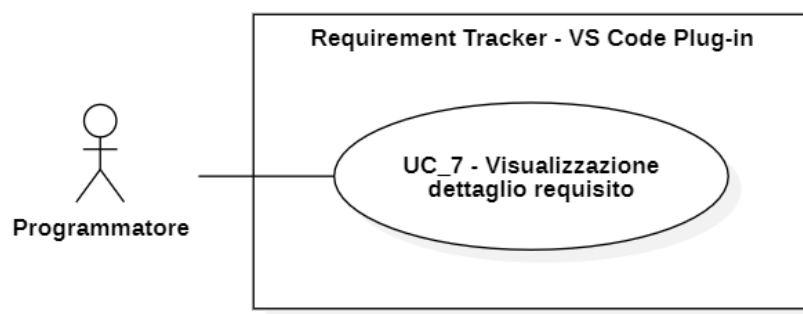 Requirement Tracker - VS Code Plug-in
UC_7 - Visualizzazione
dettaglio requisito
Programmatore